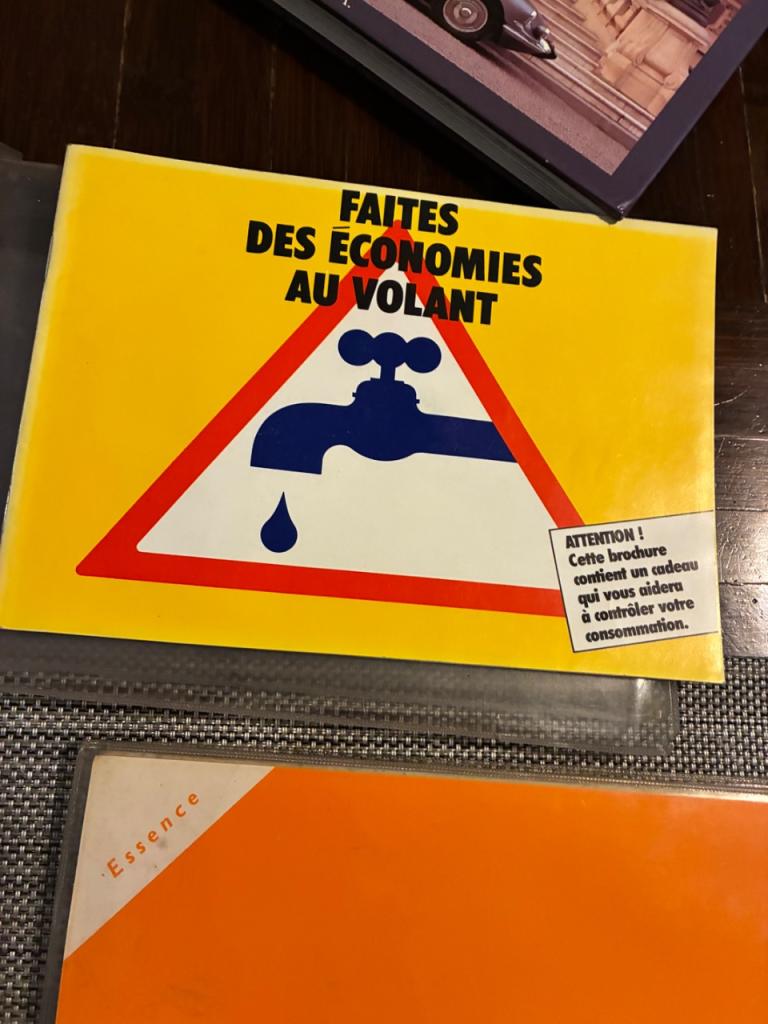 FAITES
DES ÉCONOMIES
AU VOLANT
ATTENTION !
Cette brochure
contient un cadeau
qui vous aidera
à contrôler votre
consommation.
Essence